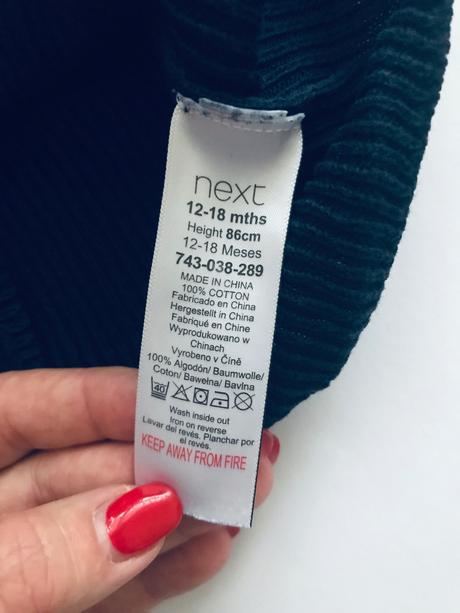 next
12-18 mths
Height 86cm
12-18 Meses
743-038-289
MADE IN CHINA
100% COTTON
Fabricado en China
Hergestellt in China
Fabriqué en Chine
Wyprodukowano w
Chinach
Vyrobeno v Číně
100% Algodón/ Baumwolle/
Coton/ Bawełna/ Bavlna
40
Wash inside out
Iron on reverse
Lavar del revés. Planchar por
el revés.
KEEP AWAY FROM FIRE